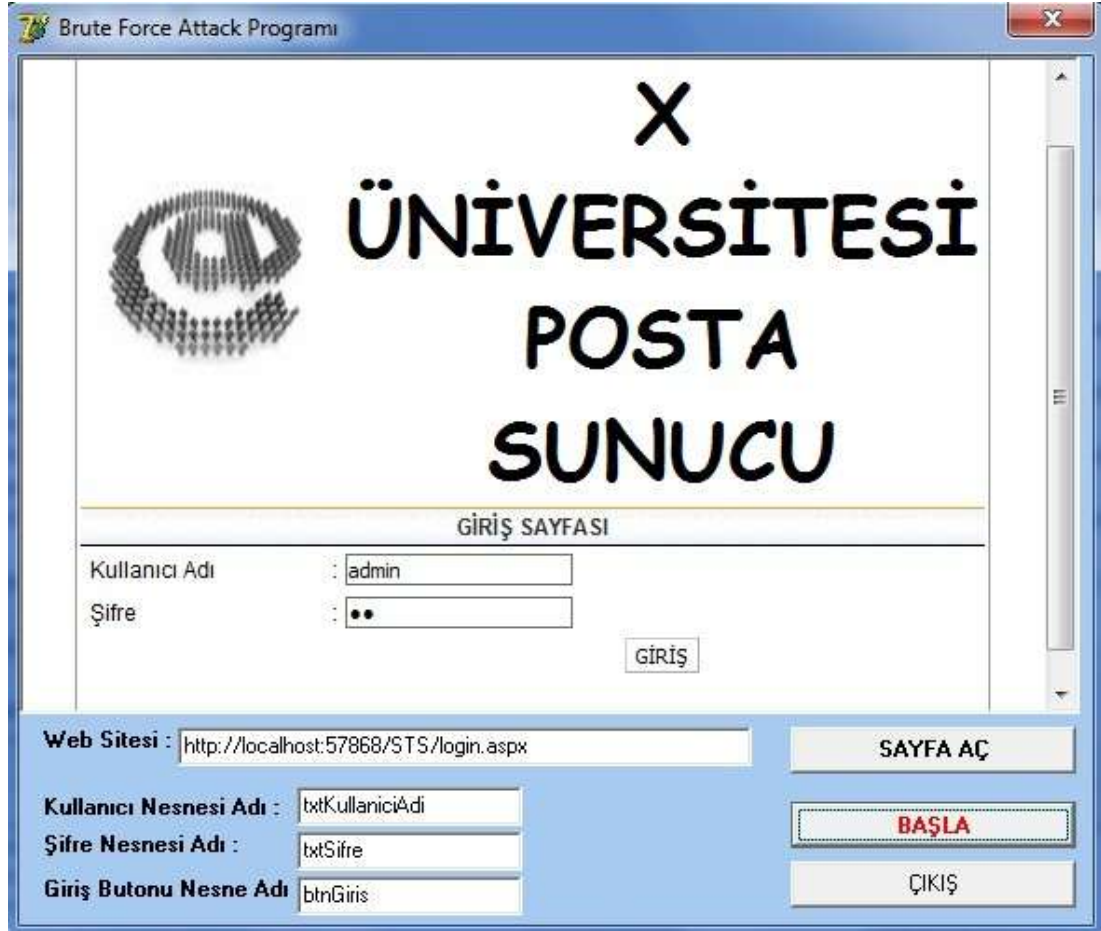 Brute Force Attack Programı
X
ÜNİVERSİTESİ
POSTA
SUNUCU
GİRİŞ SAYFASI
Kullanıcı Adı : admin
Şifre : ••
GİRİŞ
Web Sitesi : http://localhost:57868/STS/login.aspx
SAYFA AÇ
Kullanıcı Nesnesi Adı : txtKullaniciAdi
BAŞLA
Şifre Nesnesi Adı : txtSifre
Giriş Butonu Nesne Adı btnGiris
ÇIKIŞ